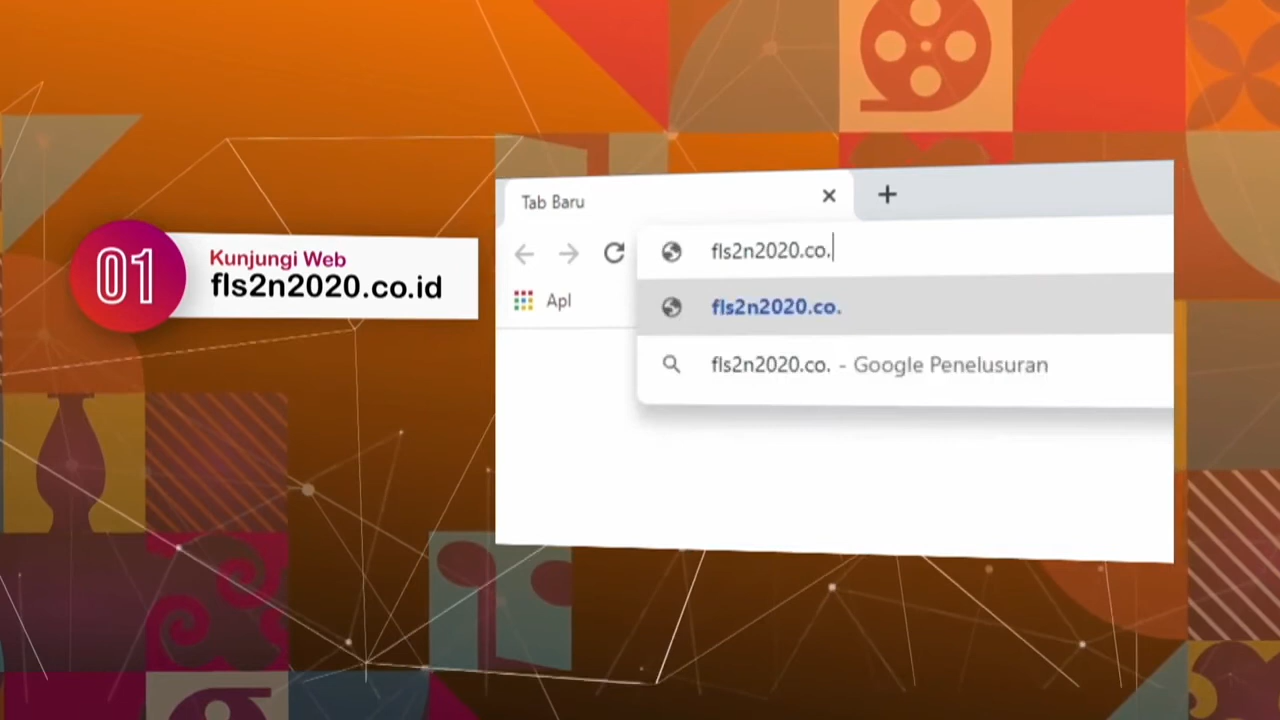 01
Kunjungi Web
fls2n2020.co.id
Tab Baru
fls2n2020.co.
Apl
fls2n2020.co.
fls2n2020.co. - Google Penelusuran